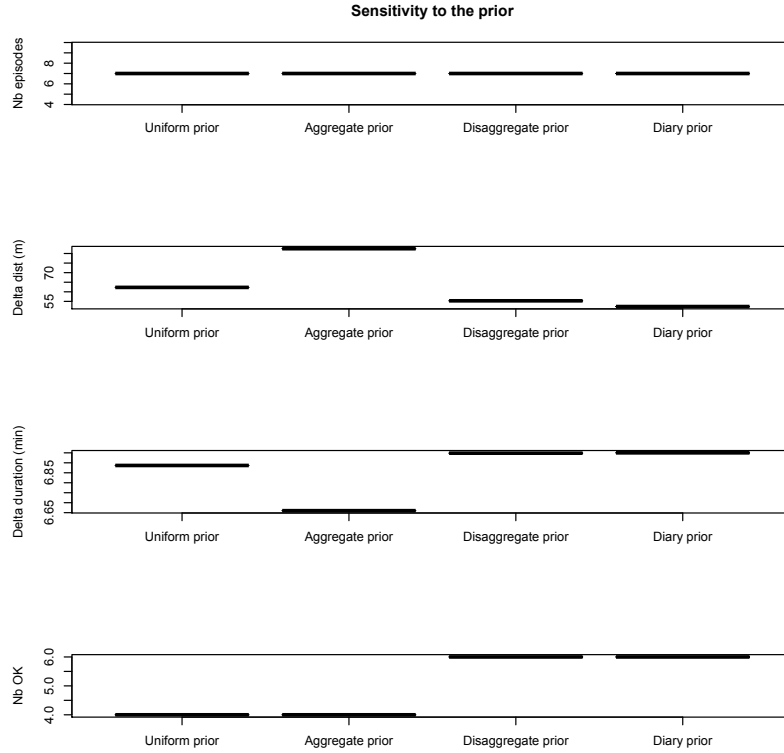 Sensitivity to the prior
Nb episodes
8
6
4
Uniform prior Aggregate prior Disaggregate prior Diary prior
Delta dist (m)
70
55
Uniform prior Aggregate prior Disaggregate prior Diary prior
Delta duration (min)
6.85
6.65
Uniform prior Aggregate prior Disaggregate prior Diary prior
Nb OK
6.0
5.0
4.0
Uniform prior Aggregate prior Disaggregate prior Diary prior